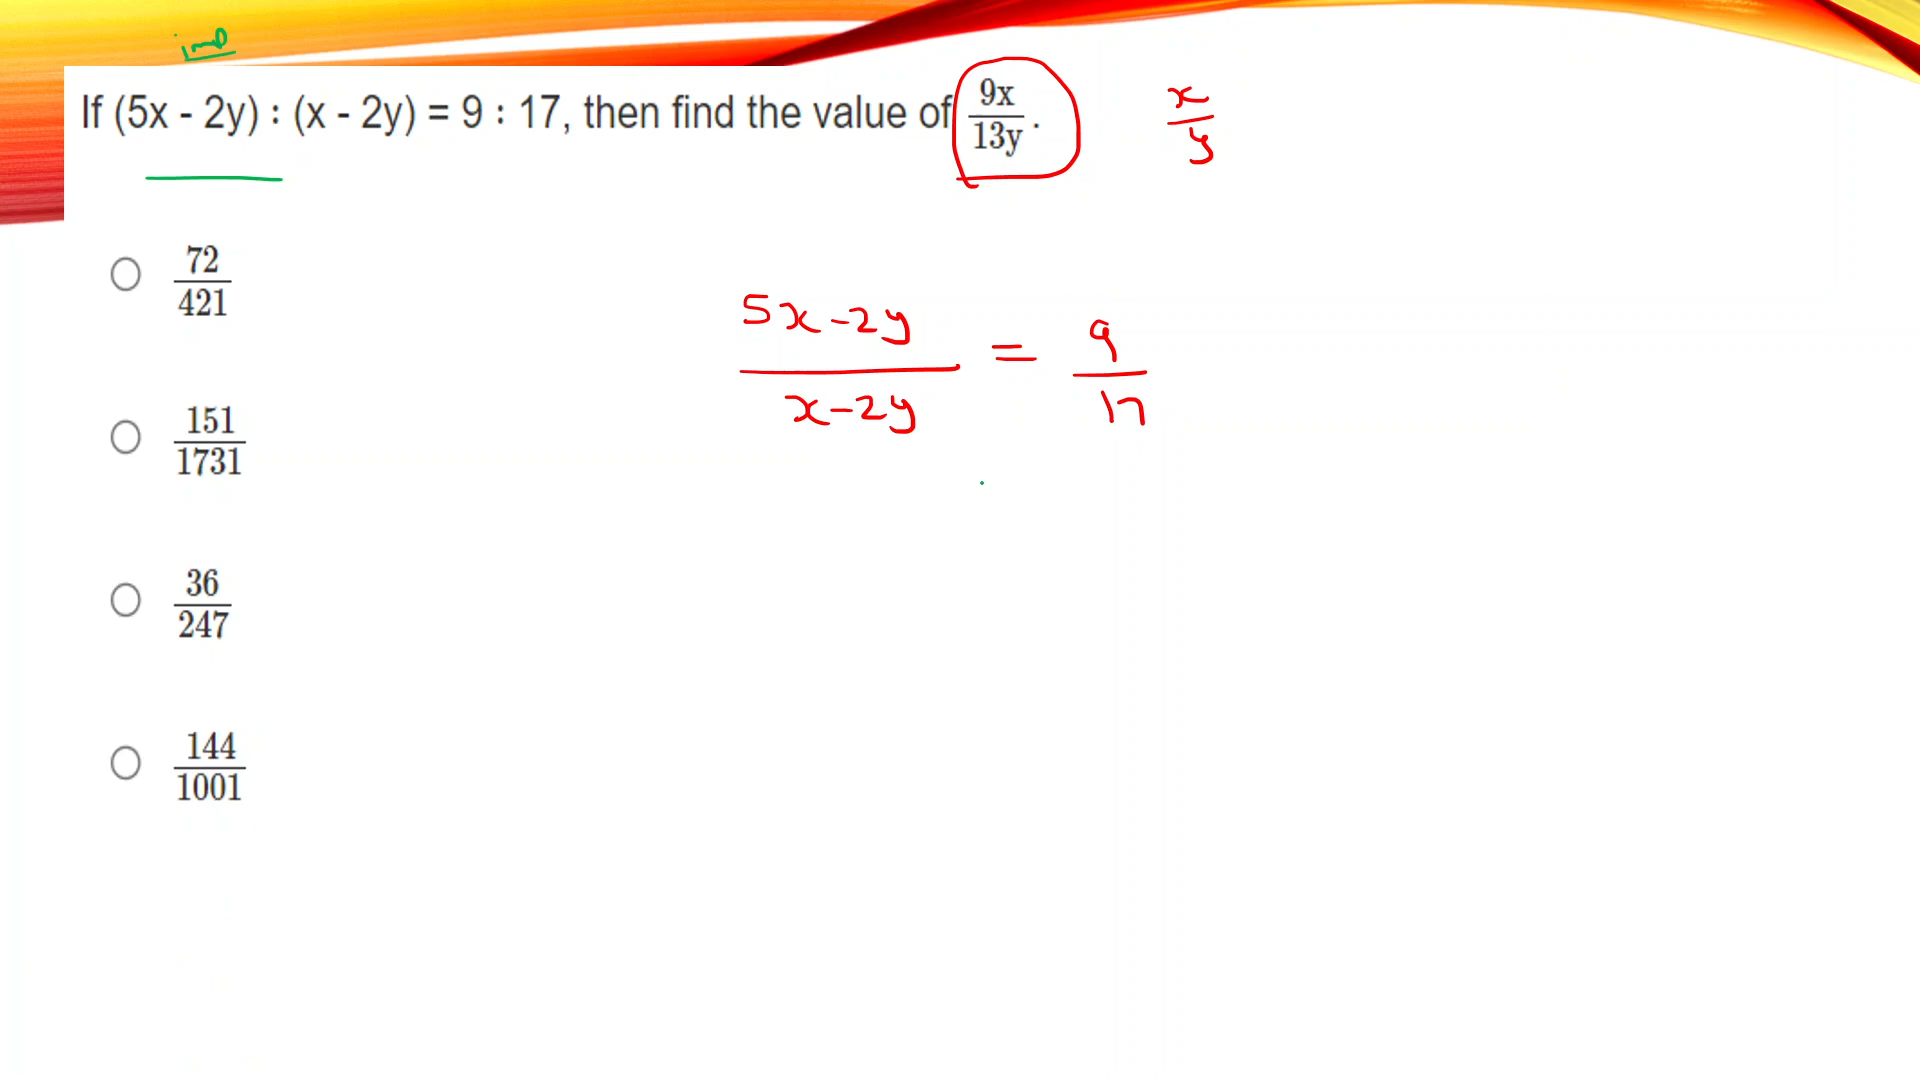 imp
If (5x - 2y) : (x - 2y) = 9 : 17, then find the value of 9x/13y.
x/y
72/421
5x-2y/x-2y = 9/17
151/1731
36/247
144/1001